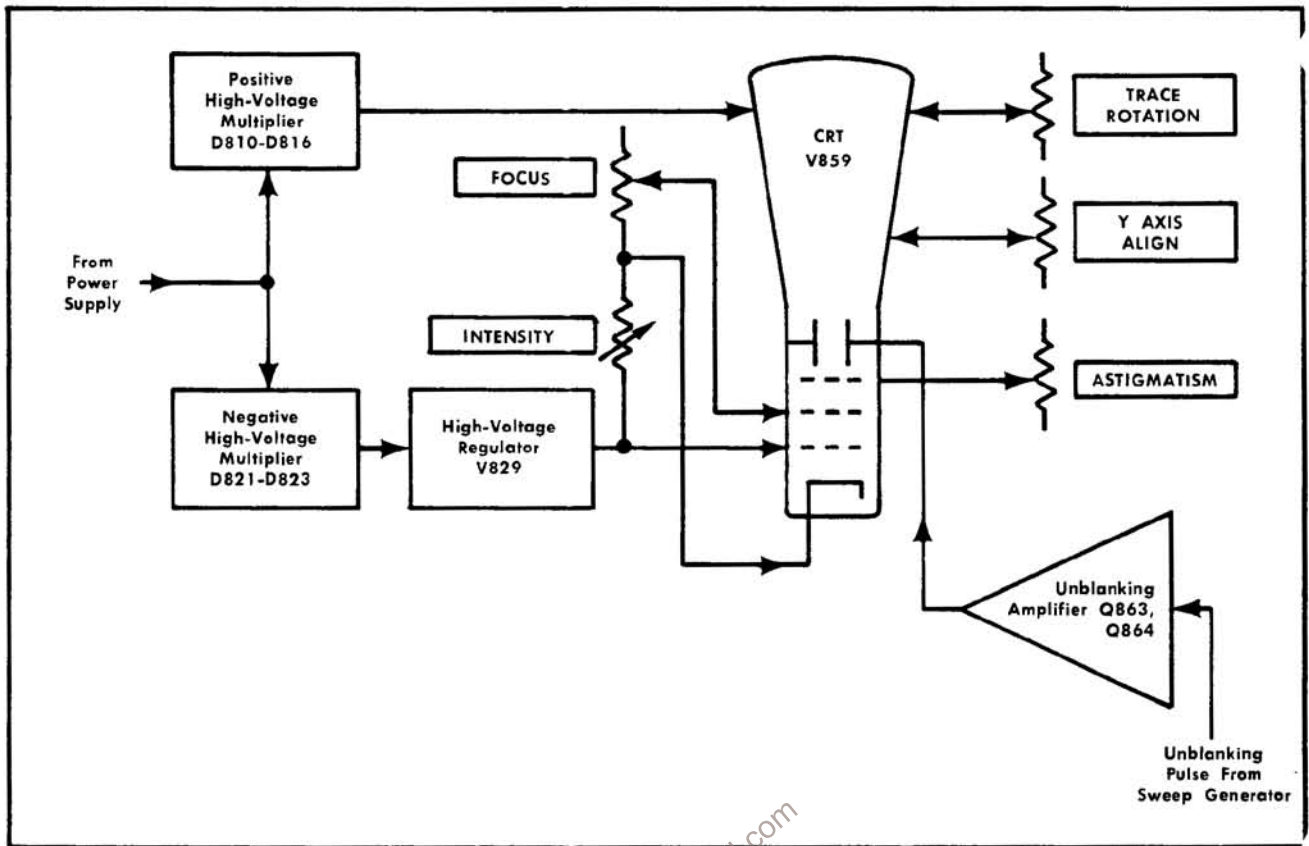 Positive
High-Voltage
Multiplier
D810-D816
FOCUS
CRT
V859
TRACE
ROTATION
Y AXIS
ALIGN
From
Power
Supply
INTENSITY
ASTIGMATISM
Negative
High-Voltage
Multiplier
D821-D823
High-Voltage
Regulator
V829
Unblanking
Amplifier Q863,
Q864
Unblanking
Pulse From
Sweep Generator